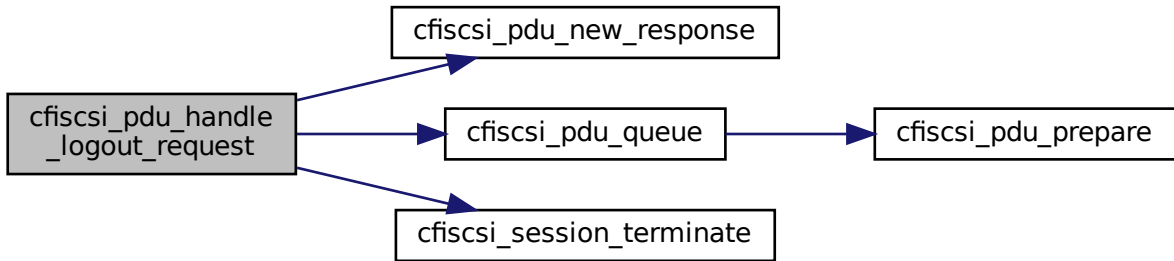 cfiscsi_pdu_new_response
cfiscsi_pdu_handle
_logout_request
cfiscsi_pdu_queue
cfiscsi_pdu_prepare
cfiscsi_session_terminate